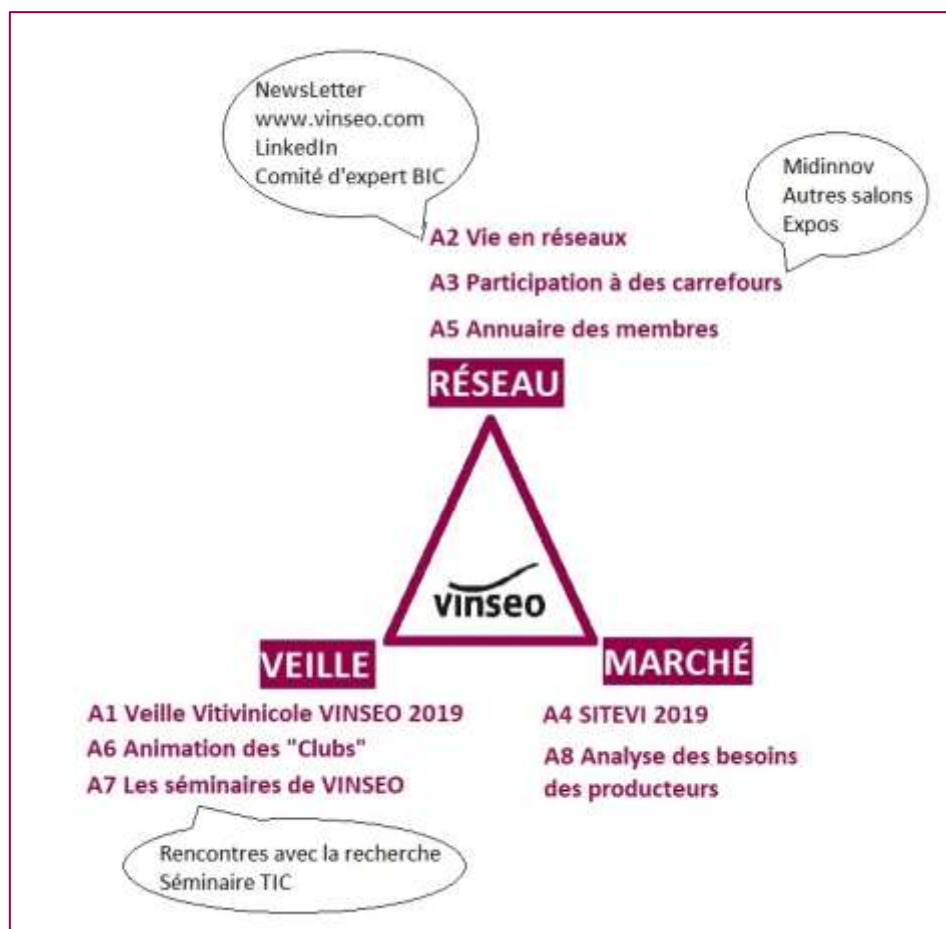 NewsLetter
www.vinseo.com
LinkedIn
Comité d'expert BIC
Midinnov
Autres salons
Expos
A2 Vie en réseaux
A3 Participation à des carrefours
A5 Annuaire des membres
RÉSEAU
vinseo
VEILLE
A1 Veille Vitivinicole VINSEO 2019
A6 Animation des "Clubs"
A7 Les séminaires de VINSEO
Rencontres avec la recherche
Séminaire TIC
MARCHÉ
A4 SITEVI 2019
A8 Analyse des besoins
des producteurs